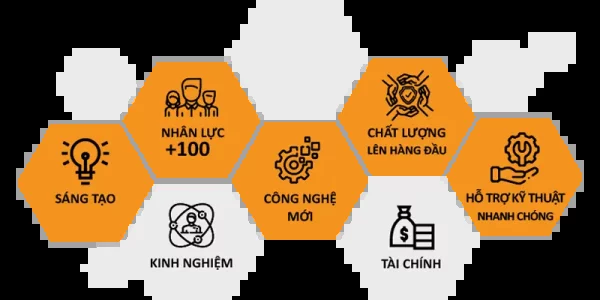 SÁNG TẠO
NHÂN LỰC
+100
KINH NGHIỆM
CÔNG NGHỆ
MỚI
CHẤT LƯỢNG
LÊN HÀNG ĐẦU
$
TÀI CHÍNH
HỖ TRỢ KỸ THUẬT
NHANH CHÓNG